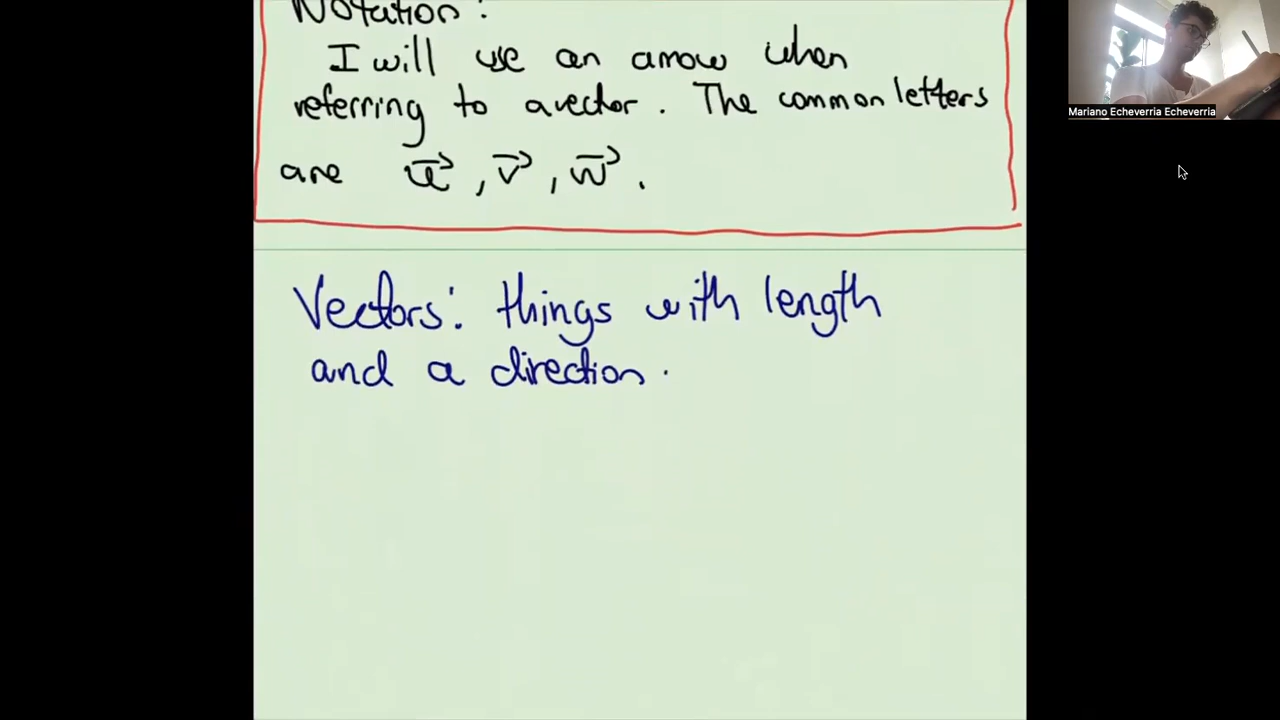 Notation:
I will use an arrow when
referring to a vector. The common letters
are u⃗, v⃗, w⃗.
Vectors: things with length
and a direction.
Mariano Echeverria Echeverria